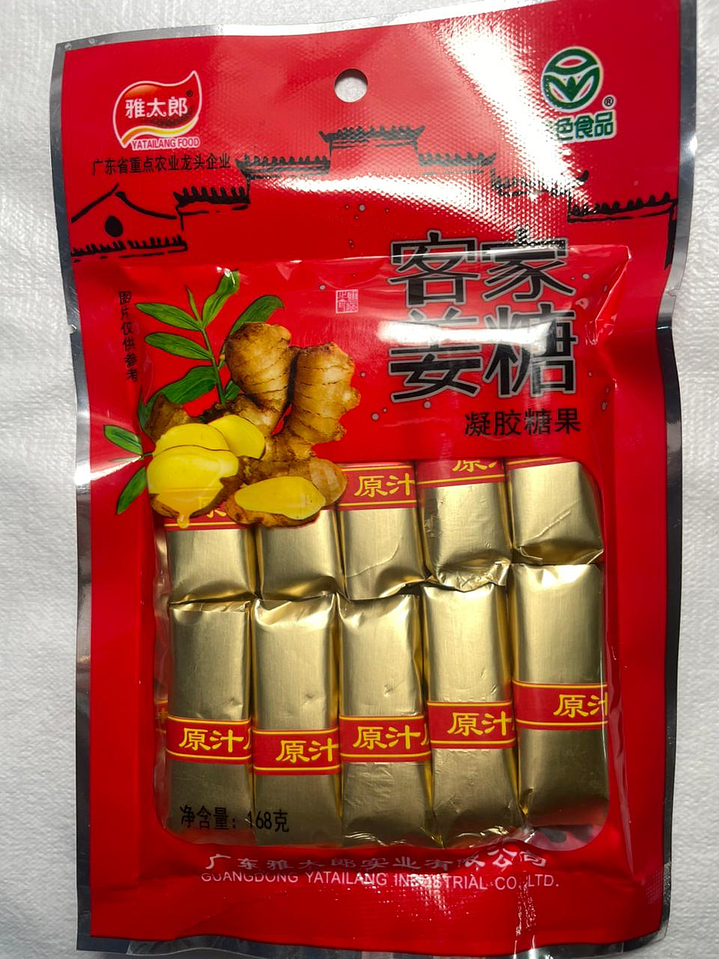 雅太郎
YATAILANG FOOD
广东省重点农业龙头企业
色食品
®
客家
姜糖
凝胶糖果
图片仅供参考
原汁
原汁
原汁
原汁
原汁
原汁
原汁
净含量：168克
广东雅太郎实业有限公司
GUANGDONG YATAILANG INDUSTRIAL CO.,LTD.